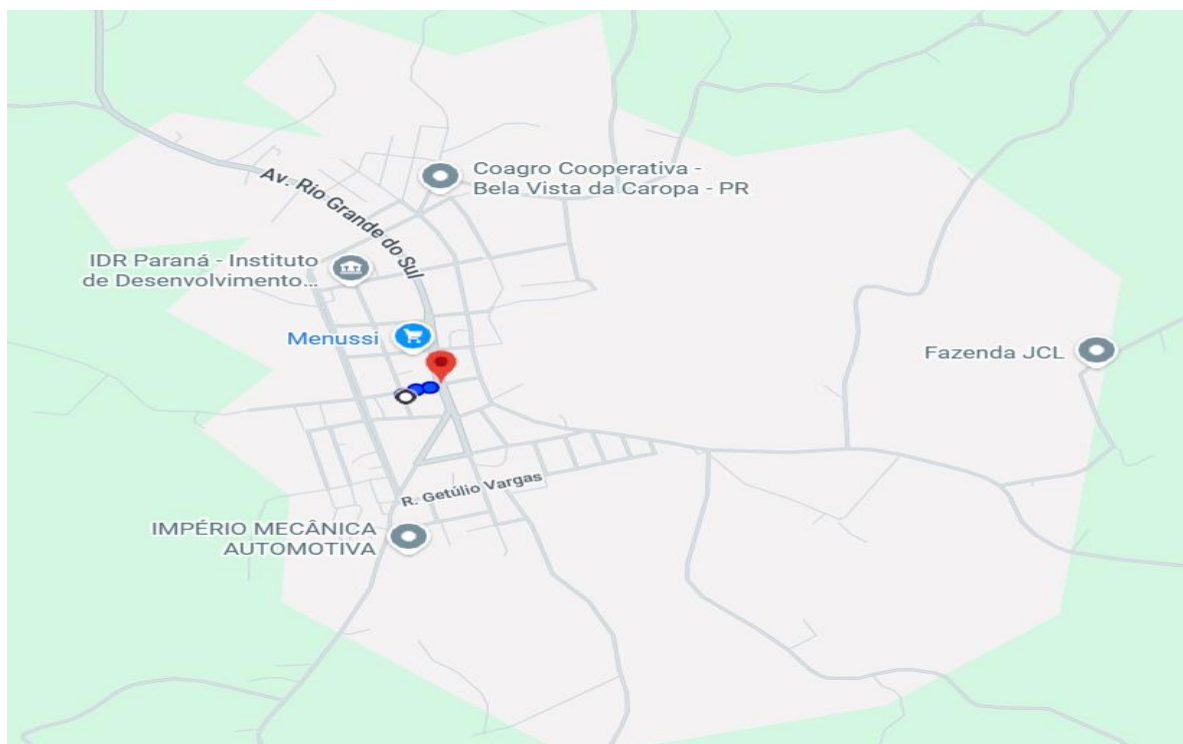 Coagro Cooperativa -
Bela Vista da Caropa - PR
Av. Rio Grande do Sul
IDR Paraná - Instituto
de Desenvolvimento...
Menussi
Fazenda JCL
R. Getúlio Vargas
IMPÉRIO MECÂNICA
AUTOMOTIVA